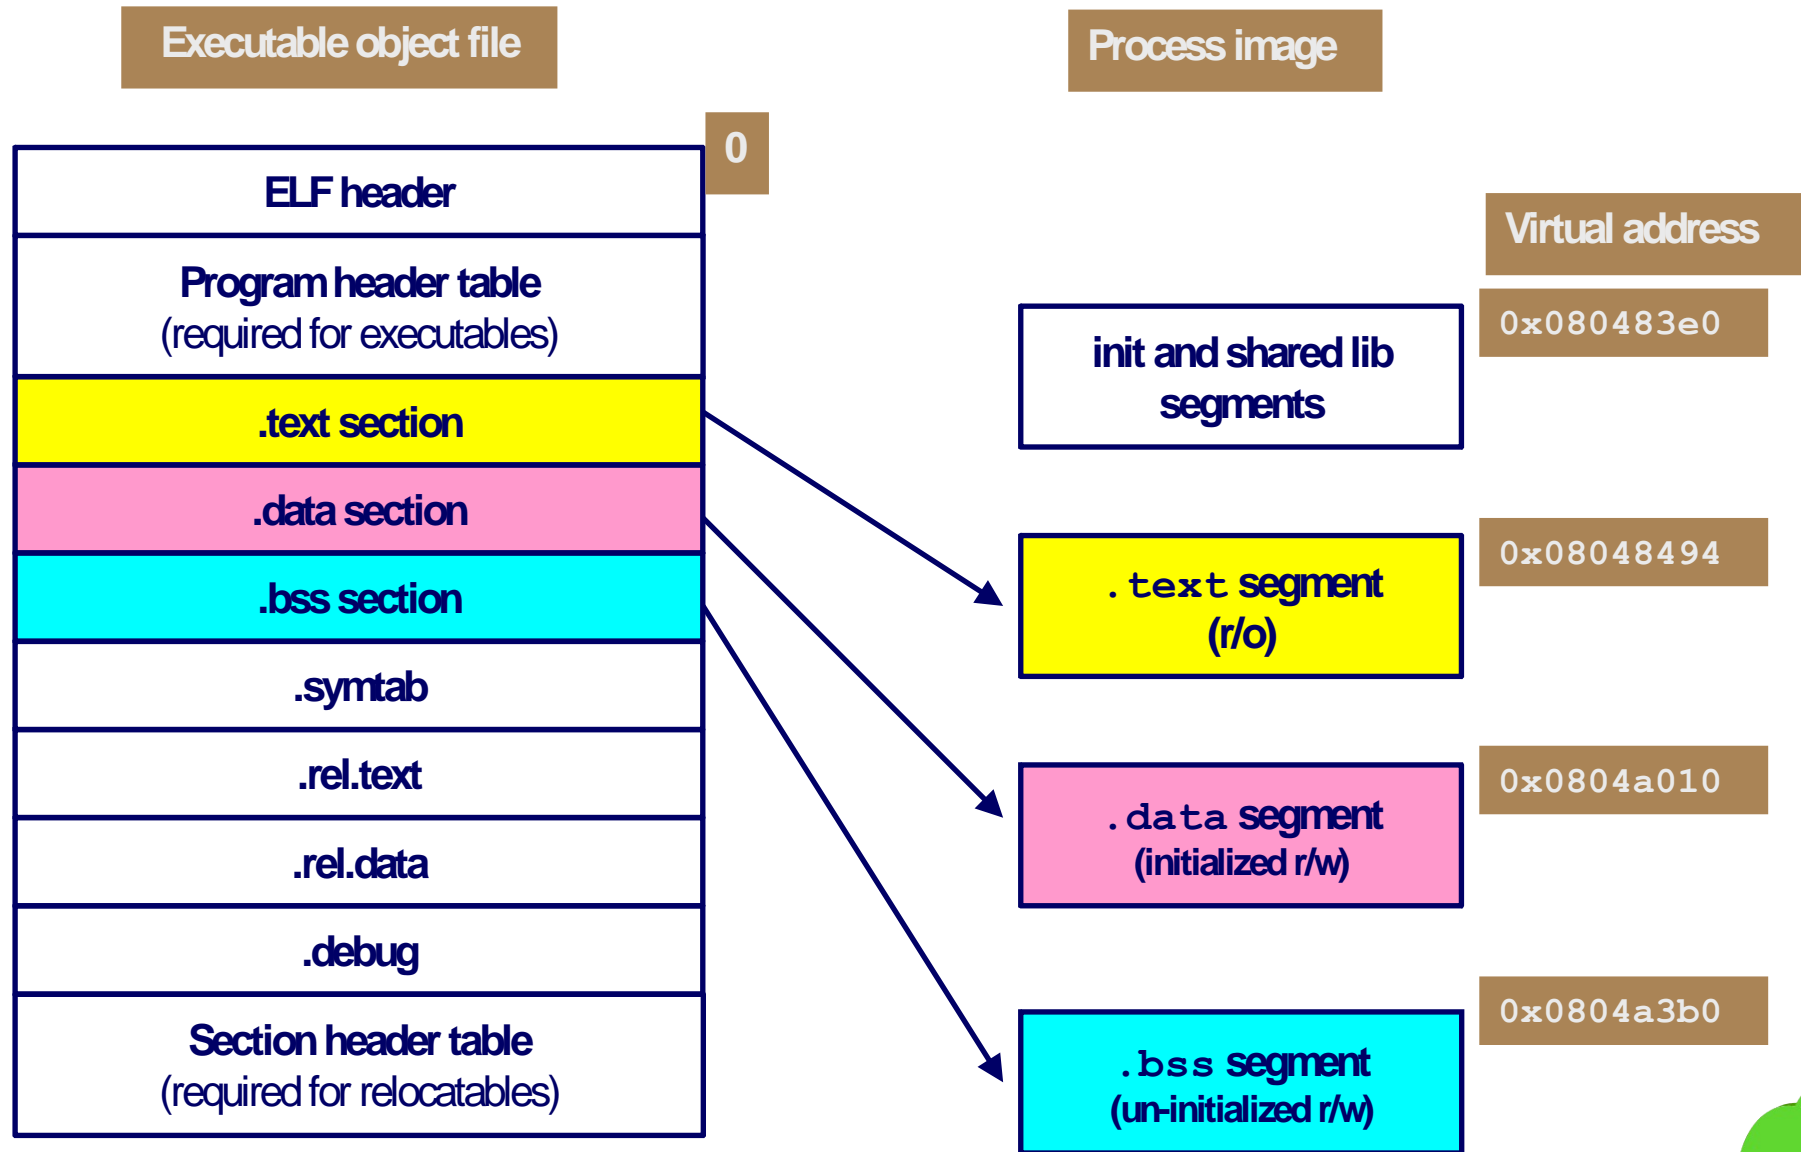 Executable object file
0
ELF header
Program header table
(required for executables)
.text section
.data section
.bss section
.symtab
.rel.text
.rel.data
.debug
Section header table
(required for relocatables)
Process image
Virtual address
0x080483e0
init and shared lib
segments
0x08048494
.text segment
(r/o)
0x0804a010
.data segment
(initialized r/w)
0x0804a3b0
.bss segment
(un-initialized r/w)